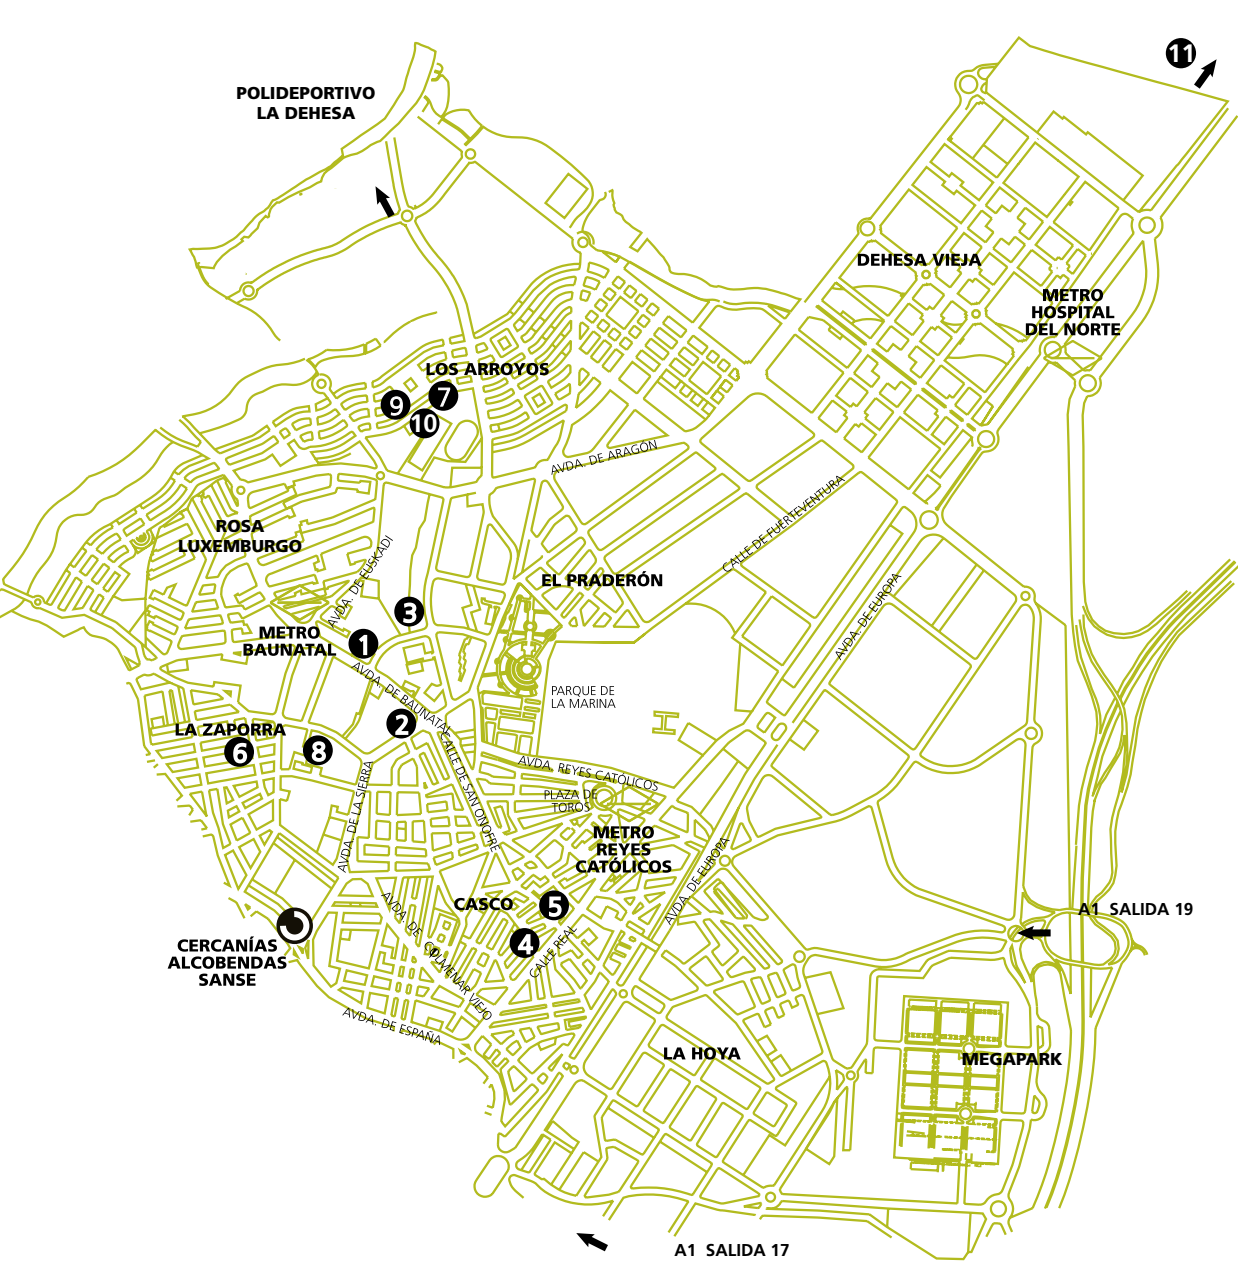 11
POLIDEPORTIVO
LA DEHESA
DEHESA VIEJA
METRO
HOSPITAL
DEL NORTE
LOS ARROYOS
9
7
10
AVDA. DE ARAGÓN
CALLE DE FUERTEVENTURA
ROSA
LUXEMBURGO
AVDA. DE EUSKADI
EL PRADERÓN
AVDA. DE EUROPA
3
METRO
BAUNATAL
1
AVDA. DE BAUNATAL
PARQUE DE
LA MARINA
2
LA ZAPORRA
6
8
CALLE DE SAN ONOFRE
AVDA. REYES CATÓLICOS
PLAZA DE
TOROS
AVDA. DE LA SIERRA
METRO
REYES
CATÓLICOS
AVDA. DE EUROPA
CASCO
5
4
CALLE REAL
AVDA. DE COLMENAR VIEJO
A1 SALIDA 19
CERCANÍAS
ALCOBENDAS
SANSE
AVDA. DE ESPAÑA
LA HOYA
MEGAPARK
A1 SALIDA 17